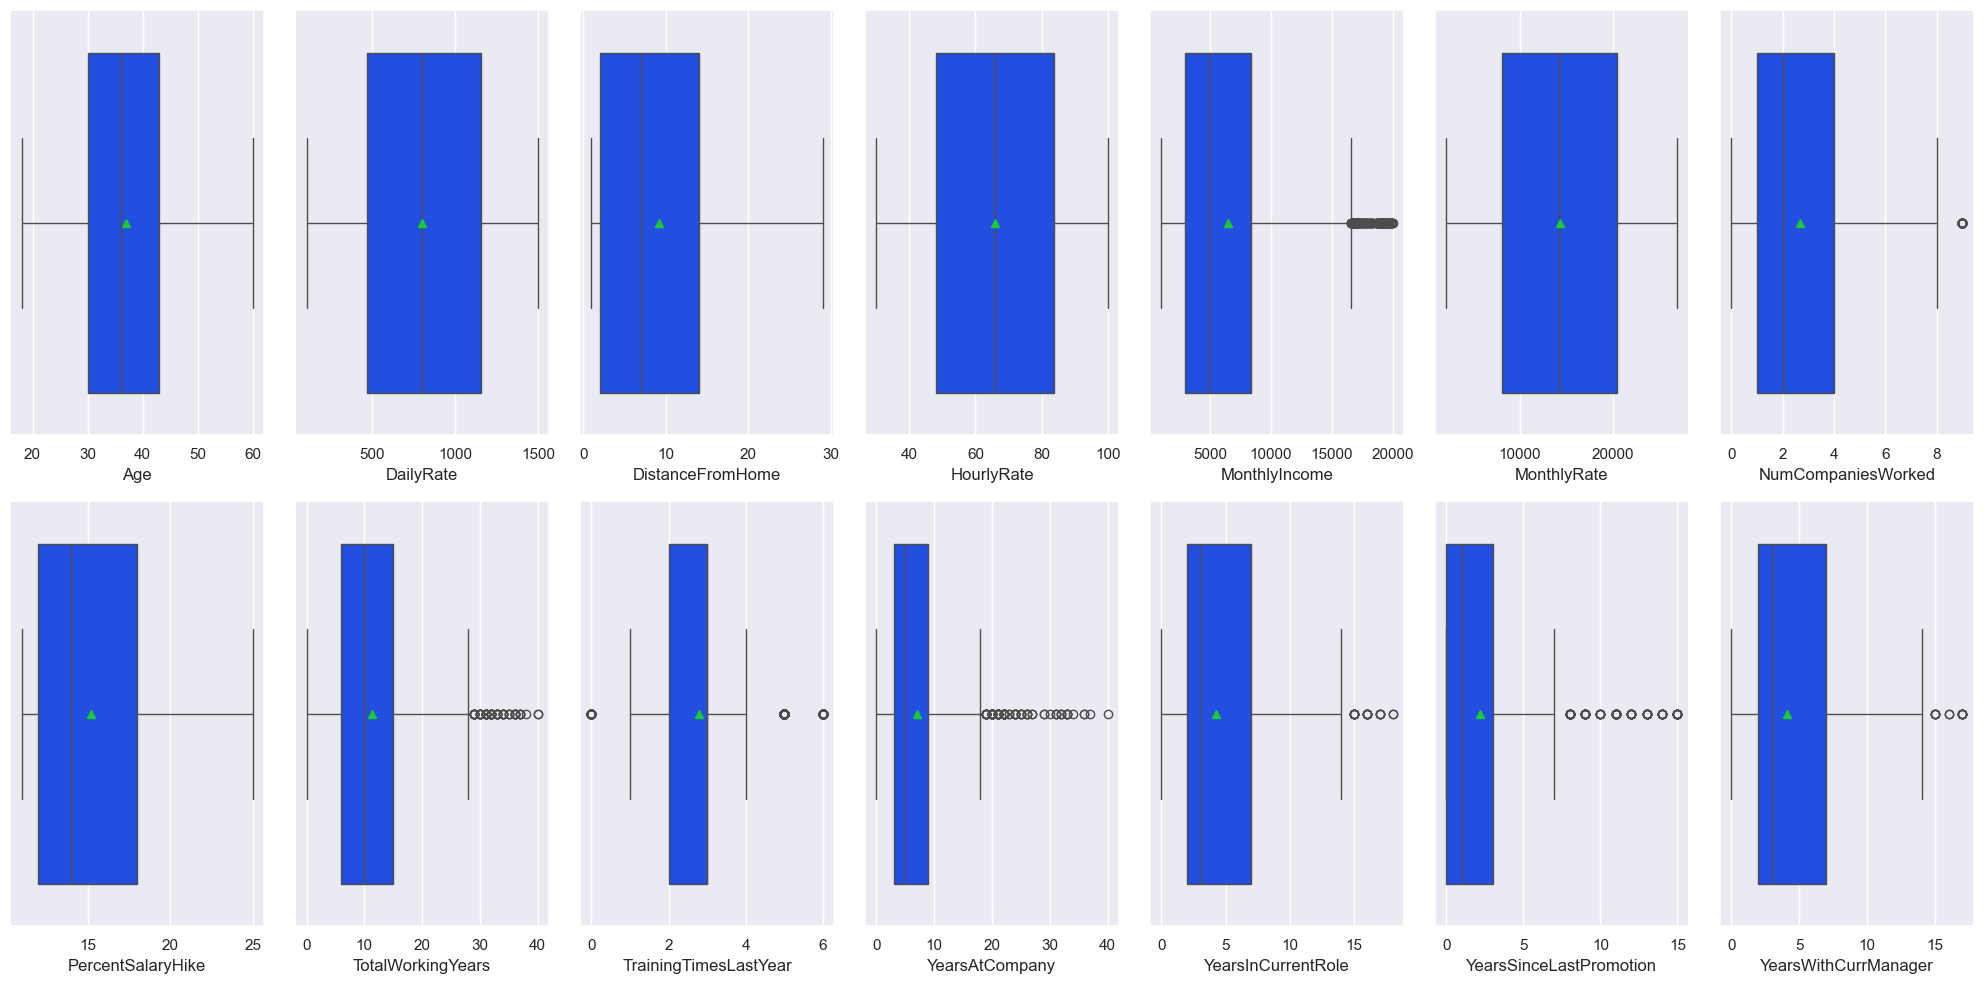 20 30 40 50 60
Age
500 1000 1500
DailyRate
0 10 20 30
DistanceFromHome
40 60 80 100
HourlyRate
5000 10000 15000 20000
MonthlyIncome
10000 20000
MonthlyRate
0 2 4 6 8
NumCompaniesWorked
15 20 25
PercentSalaryHike
0 10 20 30 40
TotalWorkingYears
0 2 4 6
TrainingTimesLastYear
0 10 20 30 40
YearsAtCompany
0 5 10 15
YearsInCurrentRole
0 5 10 15
YearsSinceLastPromotion
0 5 10 15
YearsWithCurrManager